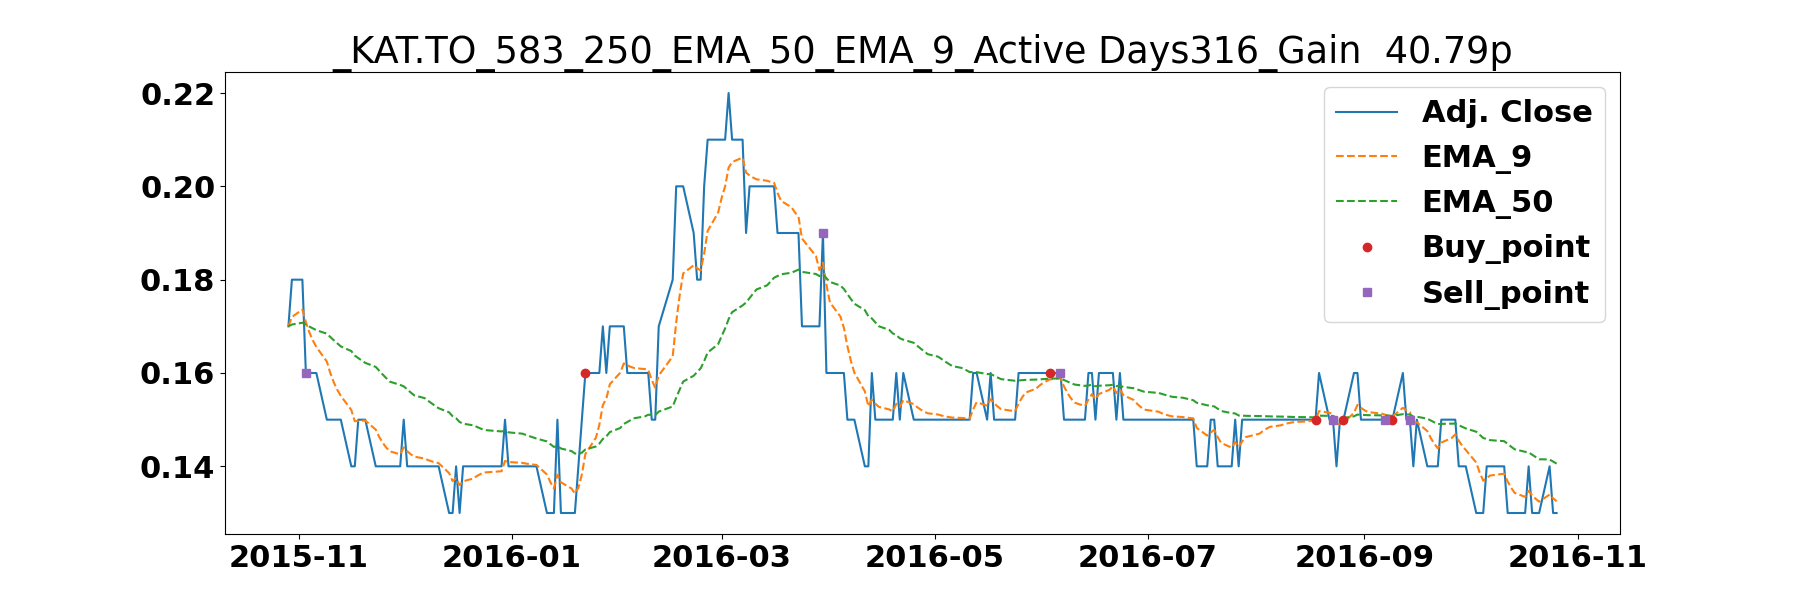 _KAT.TO_583_250_EMA_50_EMA_9_Active Days316_Gain  40.79p
0.22
0.20
0.18
0.16
0.14
Adj. Close
EMA_9
EMA_50
Buy_point
Sell_point
2015-11
2016-01
2016-03
2016-05
2016-07
2016-09
2016-11